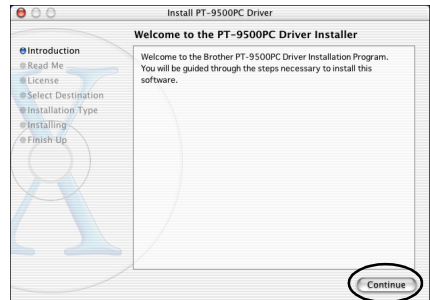 Install PT-9500PC Driver
Welcome to the PT-9500PC Driver Installer
Introduction
Read Me
License
Select Destination
Installation Type
Installing
Finish Up
Welcome to the Brother PT-9500PC Driver Installation Program.
You will be guided through the steps necessary to install this
software.
Continue